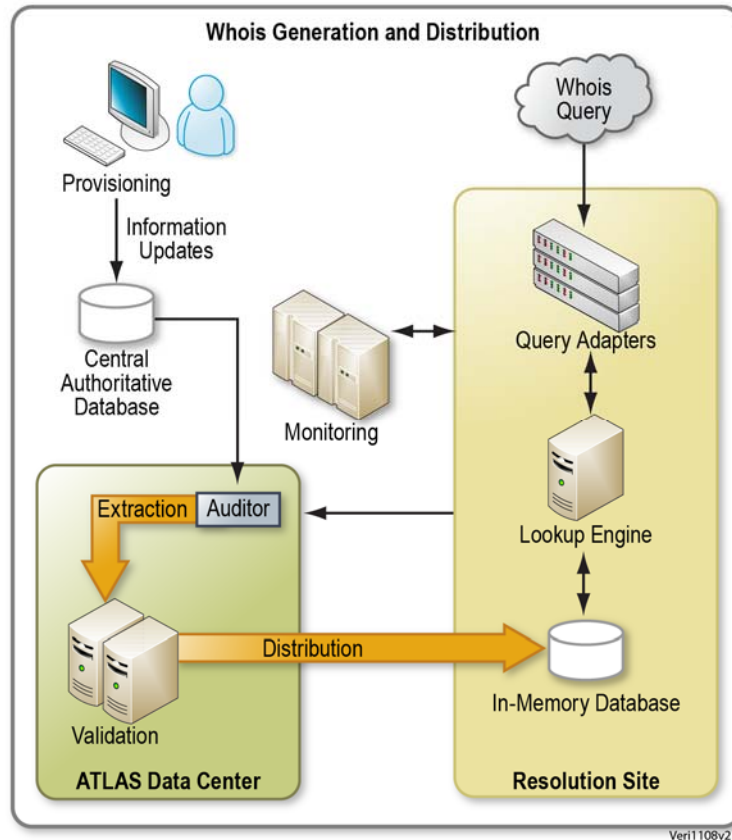 Whois Generation and Distribution
Whois
Query
Provisioning
Information
Updates
Central
Authoritative
Database
Monitoring
Query Adapters
Lookup Engine
In-Memory Database
Resolution Site
Extraction
Auditor
Distribution
Validation
ATLAS Data Center
Veri1108v2